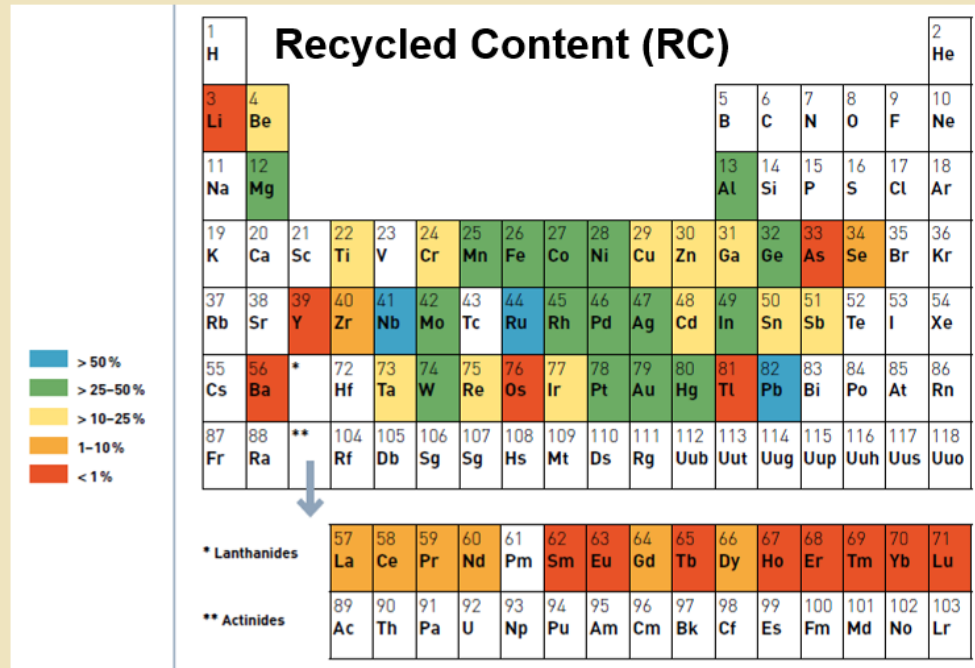 Recycled Content (RC)
1 2
H He
3 4 5 6 7 8 9 10
Li Be B C N O F Ne
11 12 13 14 15 16 17 18
Na Mg Al Si P S Cl Ar
19 20 21 22 23 24 25 26 27 28 29 30 31 32 33 34 35 36
K Ca Sc Ti V Cr Mn Fe Co Ni Cu Zn Ga Ge As Se Br Kr
37 38 39 40 41 42 43 44 45 46 47 48 49 50 51 52 53 54
Rb Sr Y Zr Nb Mo Tc Ru Rh Pd Ag Cd In Sn Sb Te I Xe
55 56 * 72 73 74 75 76 77 78 79 80 81 82 83 84 85 86
Cs Ba Hf Ta W Re Os Ir Pt Au Hg Tl Pb Bi Po At Rn
87 88 ** 104 105 106 107 108 109 110 111 112 113 114 115 116 117 118
Fr Ra Rf Db Sg Sg Hs Mt Ds Rg Uub Uut Uug Uup Uuh Uus Uuo
> 50 %
> 25–50 %
> 10–25 %
1–10 %
< 1 %
* Lanthanides
57 58 59 60 61 62 63 64 65 66 67 68 69 70 71
La Ce Pr Nd Pm Sm Eu Gd Tb Dy Ho Er Tm Yb Lu
** Actinides
89 90 91 92 93 94 95 96 97 98 99 100 101 102 103
Ac Th Pa U Np Pu Am Cm Bk Cf Es Fm Md No Lr